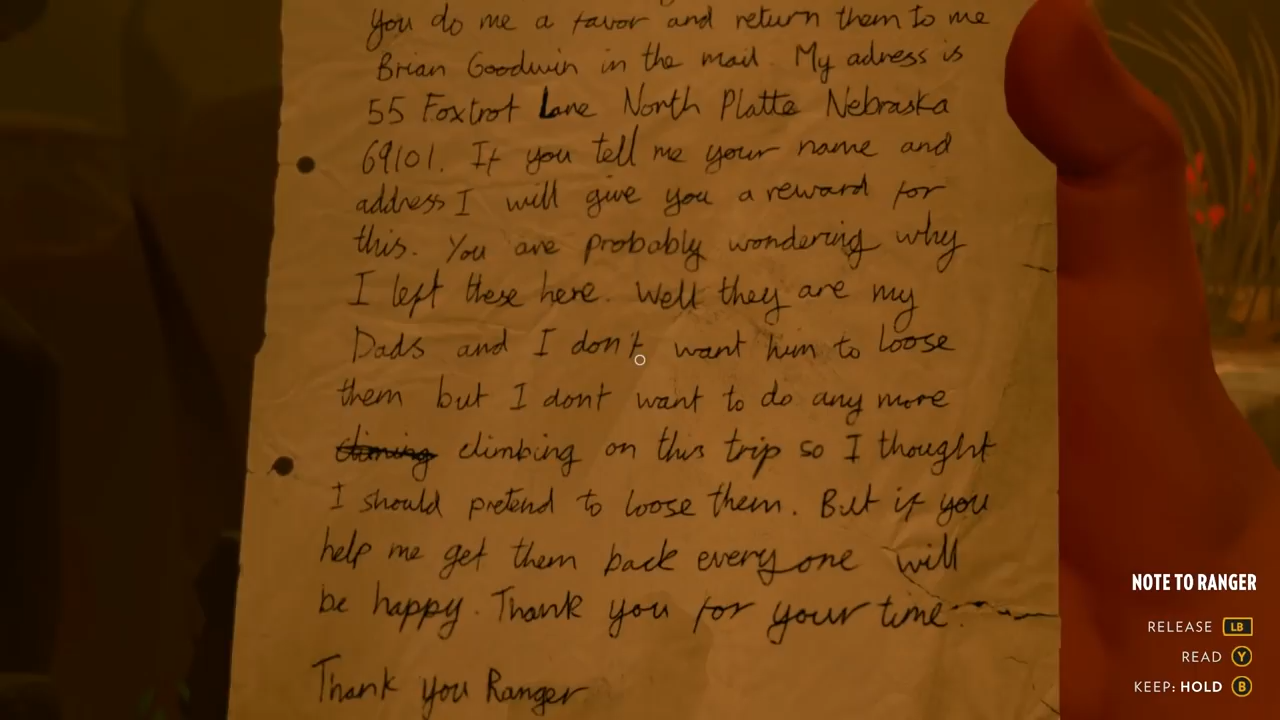 you do me a favor and return them to me
Brian Goodwin in the mail. My adress is
55 Foxtrot Lane North Platte Nebraska
69101. If you tell me your name and
address I will give you a reward for
this. You are probably wondering why
I left these here. Well they are my
Dads and I don't want him to loose
them but I dont want to do any more
climing climbing on this trip so I thought
I should pretend to loose them. But if you
help me get them back everyone will
be happy. Thank you for your time.
Thank you Ranger
NOTE TO RANGER
RELEASE LB
READ Y
KEEP: HOLD B